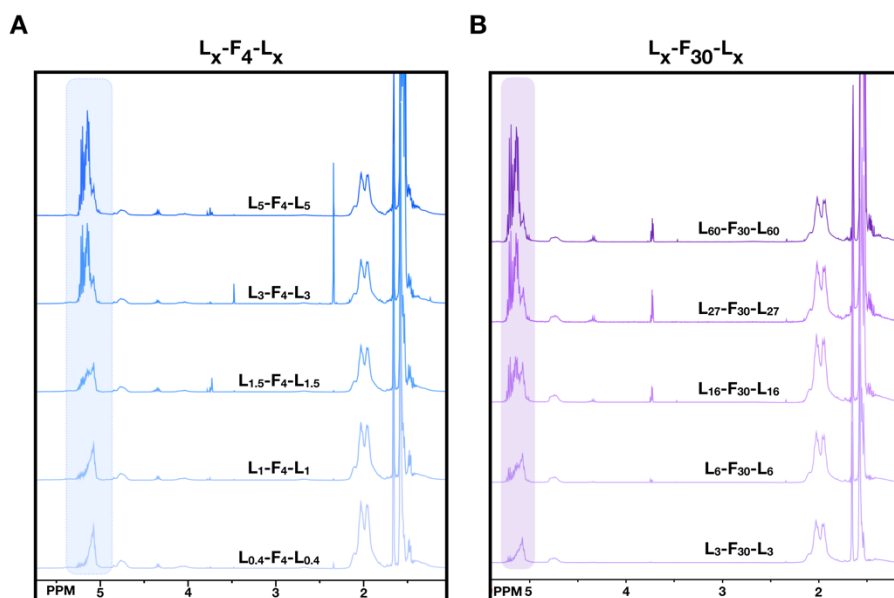 A
Lx-F4-Lx
L5-F4-L5
L3-F4-L3
L1.5-F4-L1.5
L1-F4-L1
L0.4-F4-L0.4
PPM 5 4 3 2
B
Lx-F30-Lx
L60-F30-L60
L27-F30-L27
L16-F30-L16
L6-F30-L6
L3-F30-L3
PPM 5 4 3 2